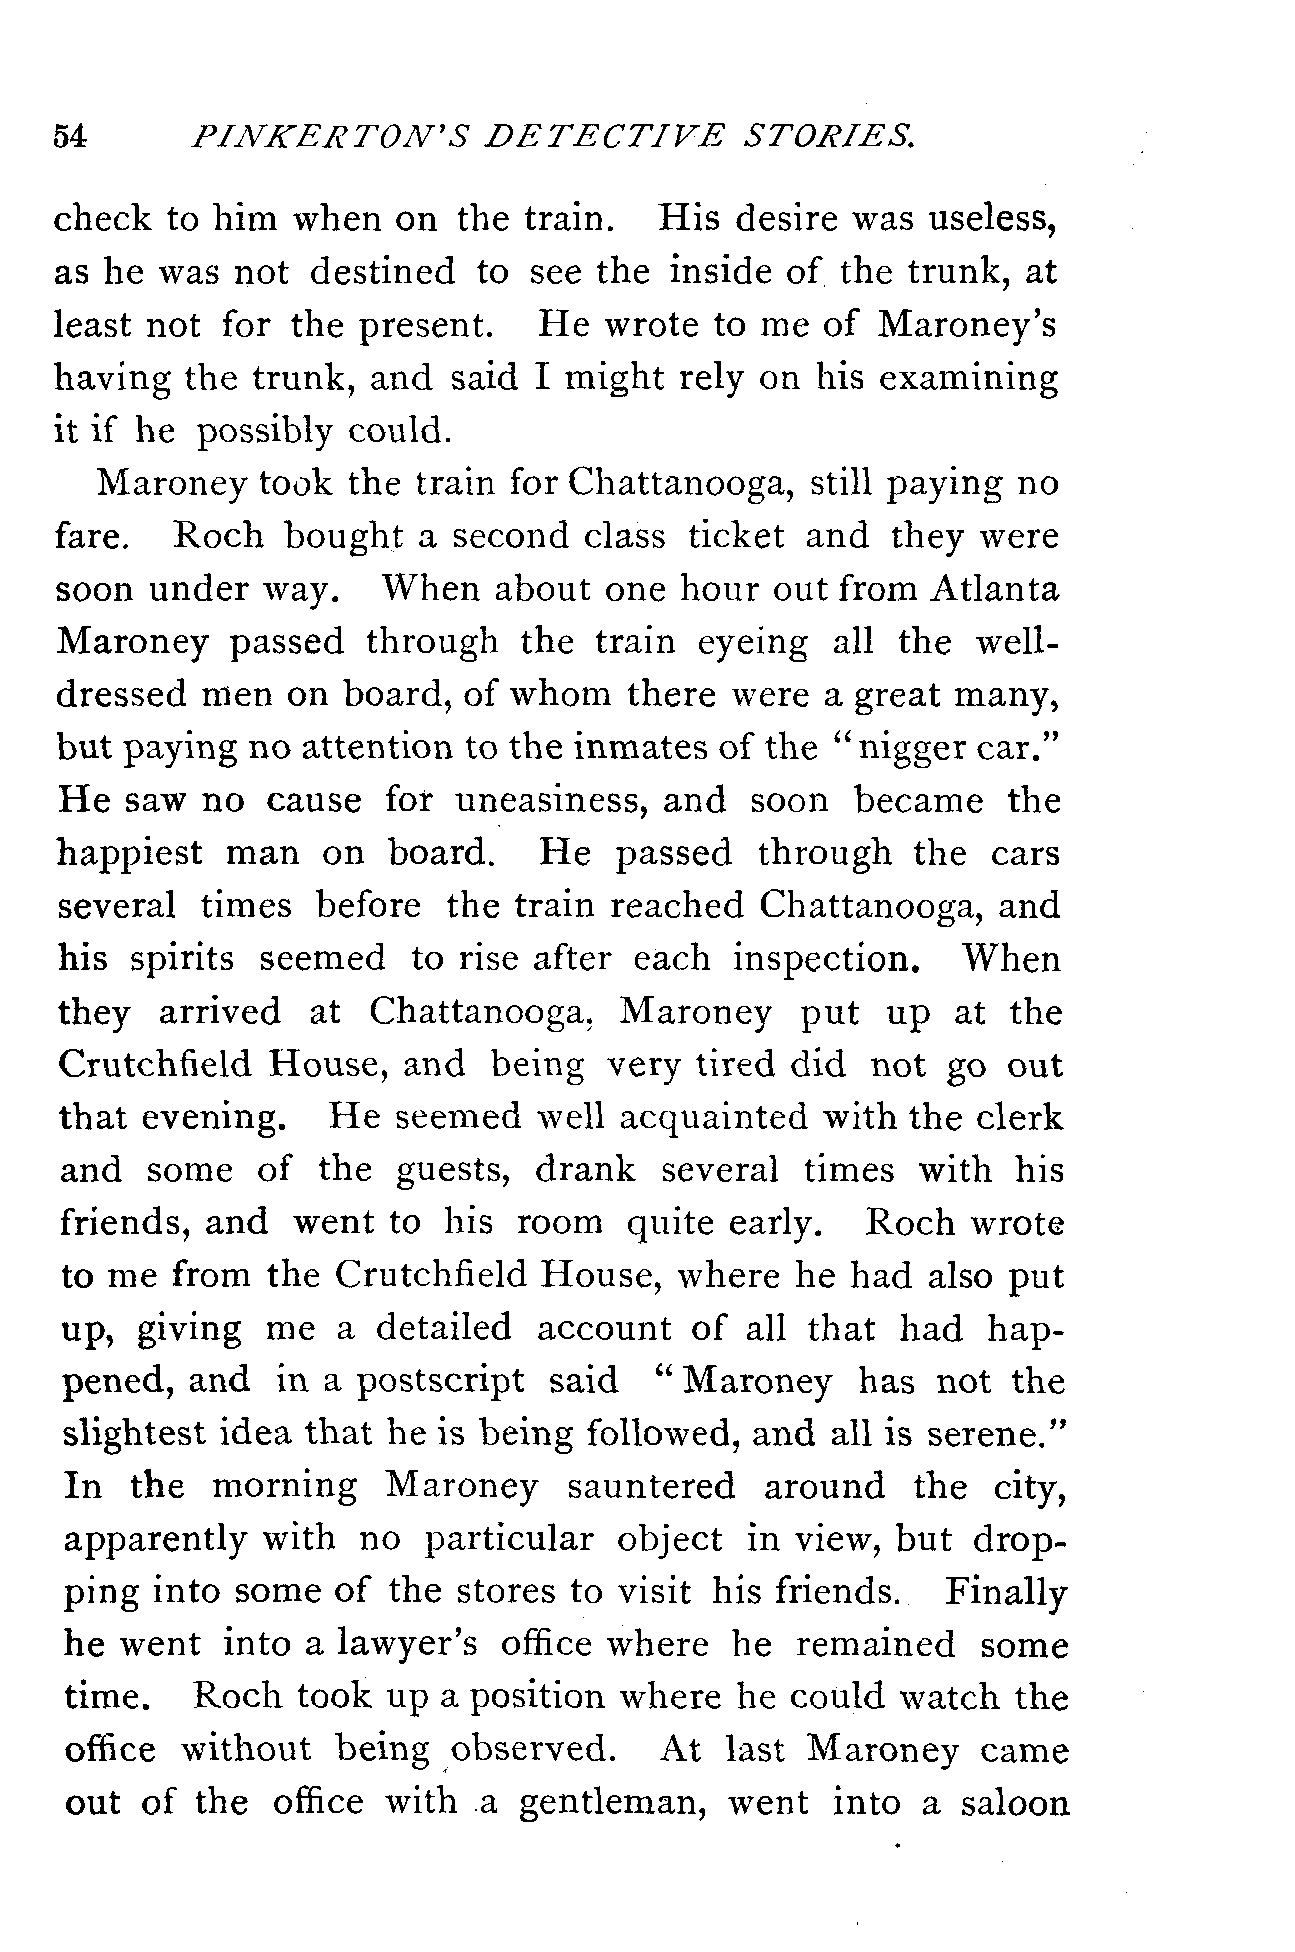 54 PINKERTON'S DETECTIVE STORIES.
check to him when on the train. His desire was useless,
as he was not destined to see the inside of the trunk, at
least not for the present. He wrote to me of Maroney's
having the trunk, and said I might rely on his examining
it if he possibly could.
Maroney took the train for Chattanooga, still paying no
fare. Roch bought a second class ticket and they were
soon under way. When about one hour out from Atlanta
Maroney passed through the train eyeing all the well-
dressed men on board, of whom there were a great many,
but paying no attention to the inmates of the "nigger car."
He saw no cause for uneasiness, and soon became the
happiest man on board. He passed through the cars
several times before the train reached Chattanooga, and
his spirits seemed to rise after each inspection. When
they arrived at Chattanooga, Maroney put up at the
Crutchfield House, and being very tired did not go out
that evening. He seemed well acquainted with the clerk
and some of the guests, drank several times with his
friends, and went to his room quite early. Roch wrote
to me from the Crutchfield House, where he had also put
up, giving me a detailed account of all that had hap-
pened, and in a postscript said "Maroney has not the
slightest idea that he is being followed, and all is serene."
In the morning Maroney sauntered around the city,
apparently with no particular object in view, but drop-
ping into some of the stores to visit his friends. Finally
he went into a lawyer's office where he remained some
time. Roch took up a position where he could watch the
office without being observed. At last Maroney came
out of the office with a gentleman, went into a saloon